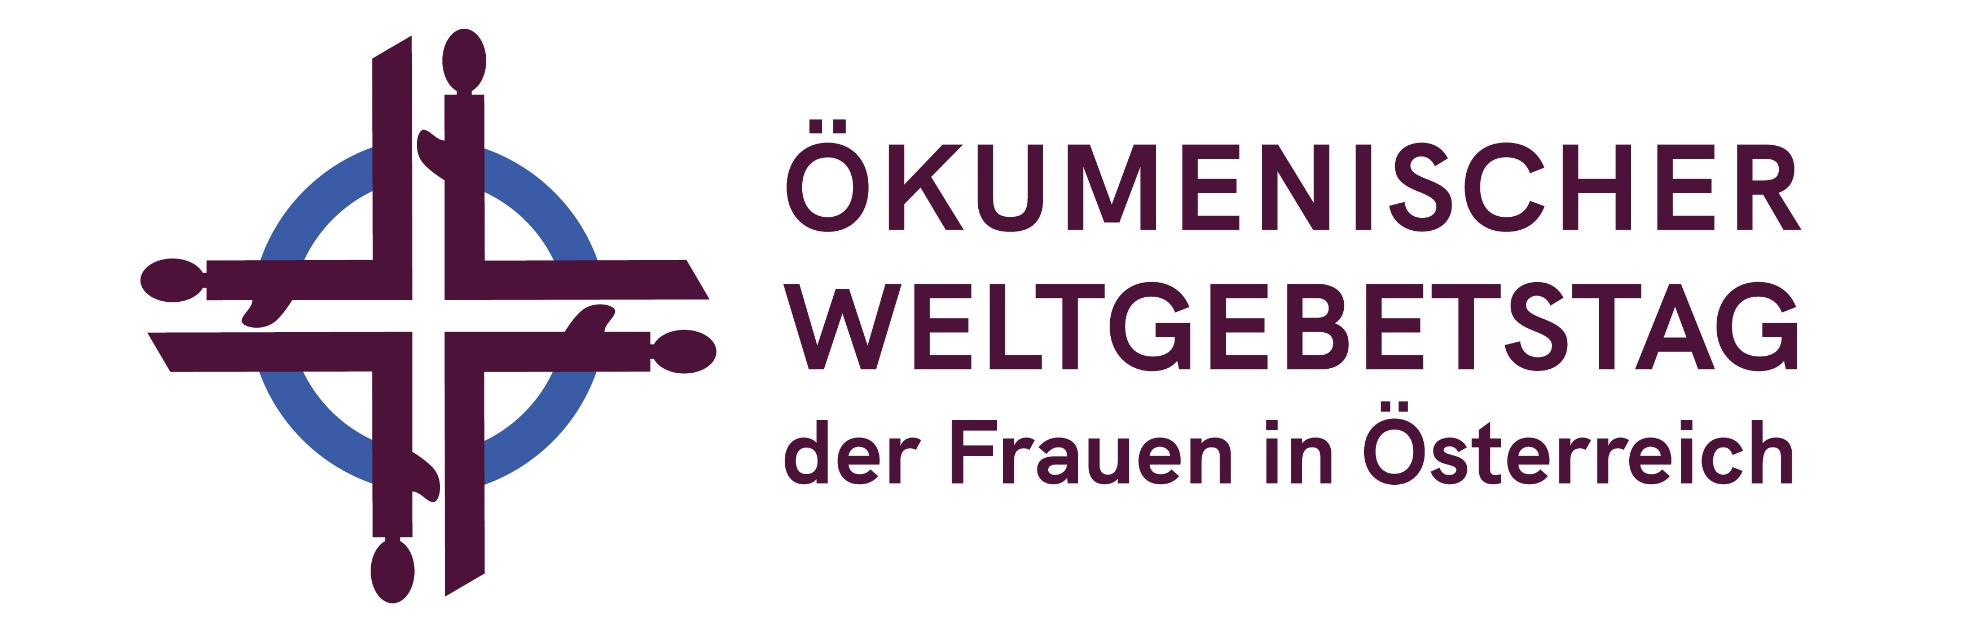 ÖKUMENISCHER
WELTGEBETSTAG
der Frauen in Österreich